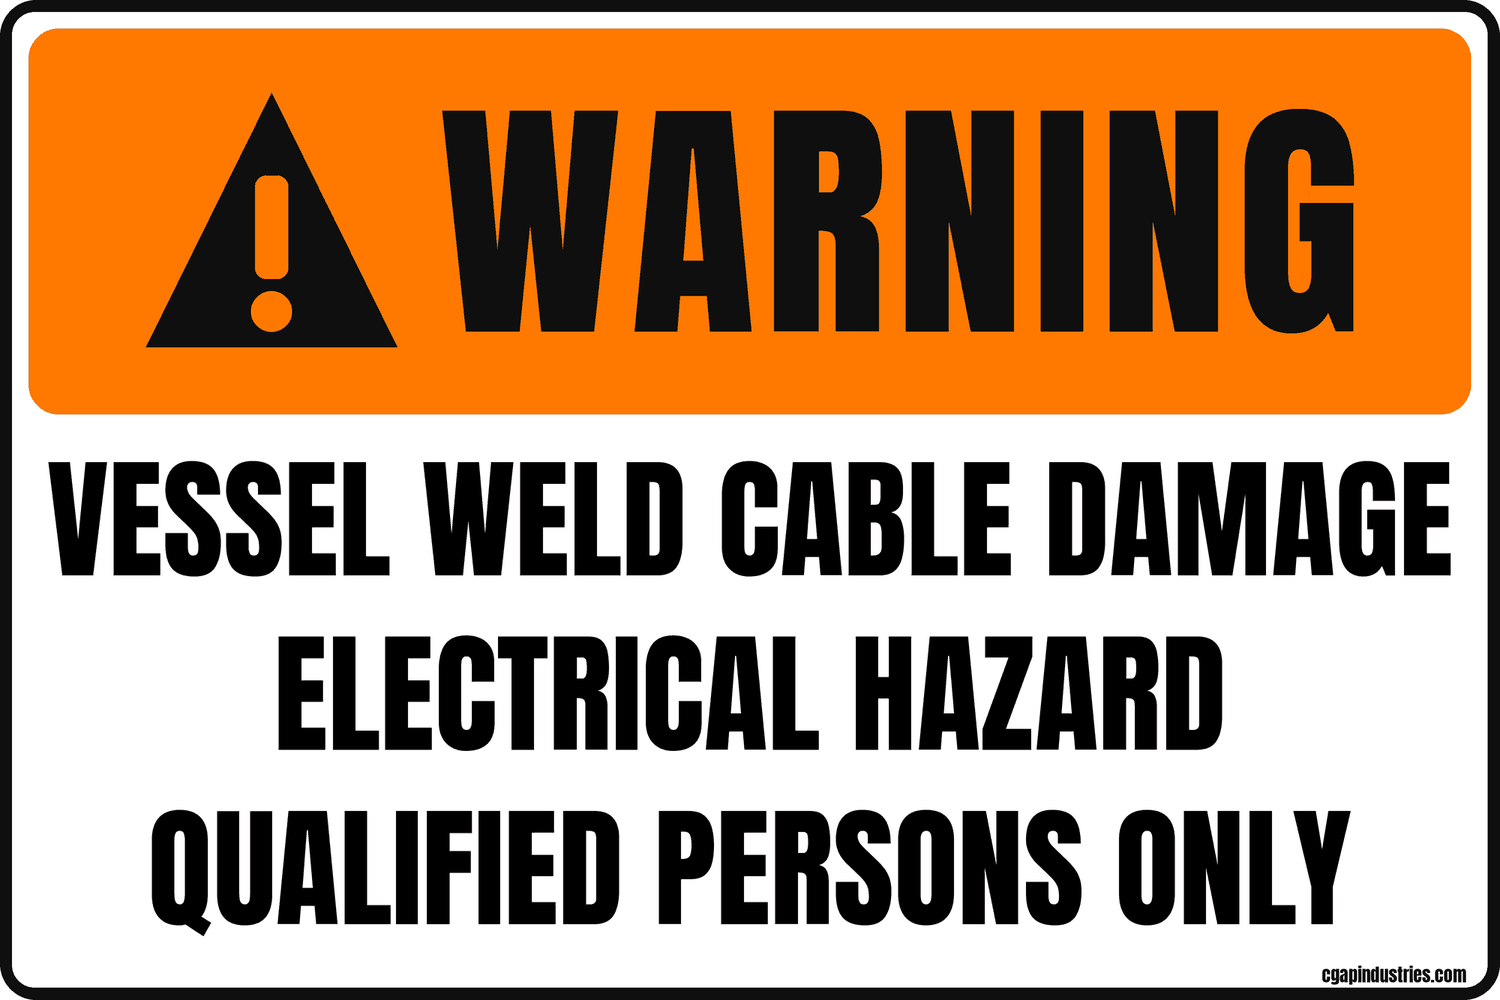 WARNING
VESSEL WELD CABLE DAMAGE
ELECTRICAL HAZARD
QUALIFIED PERSONS ONLY
cgapindustries.com